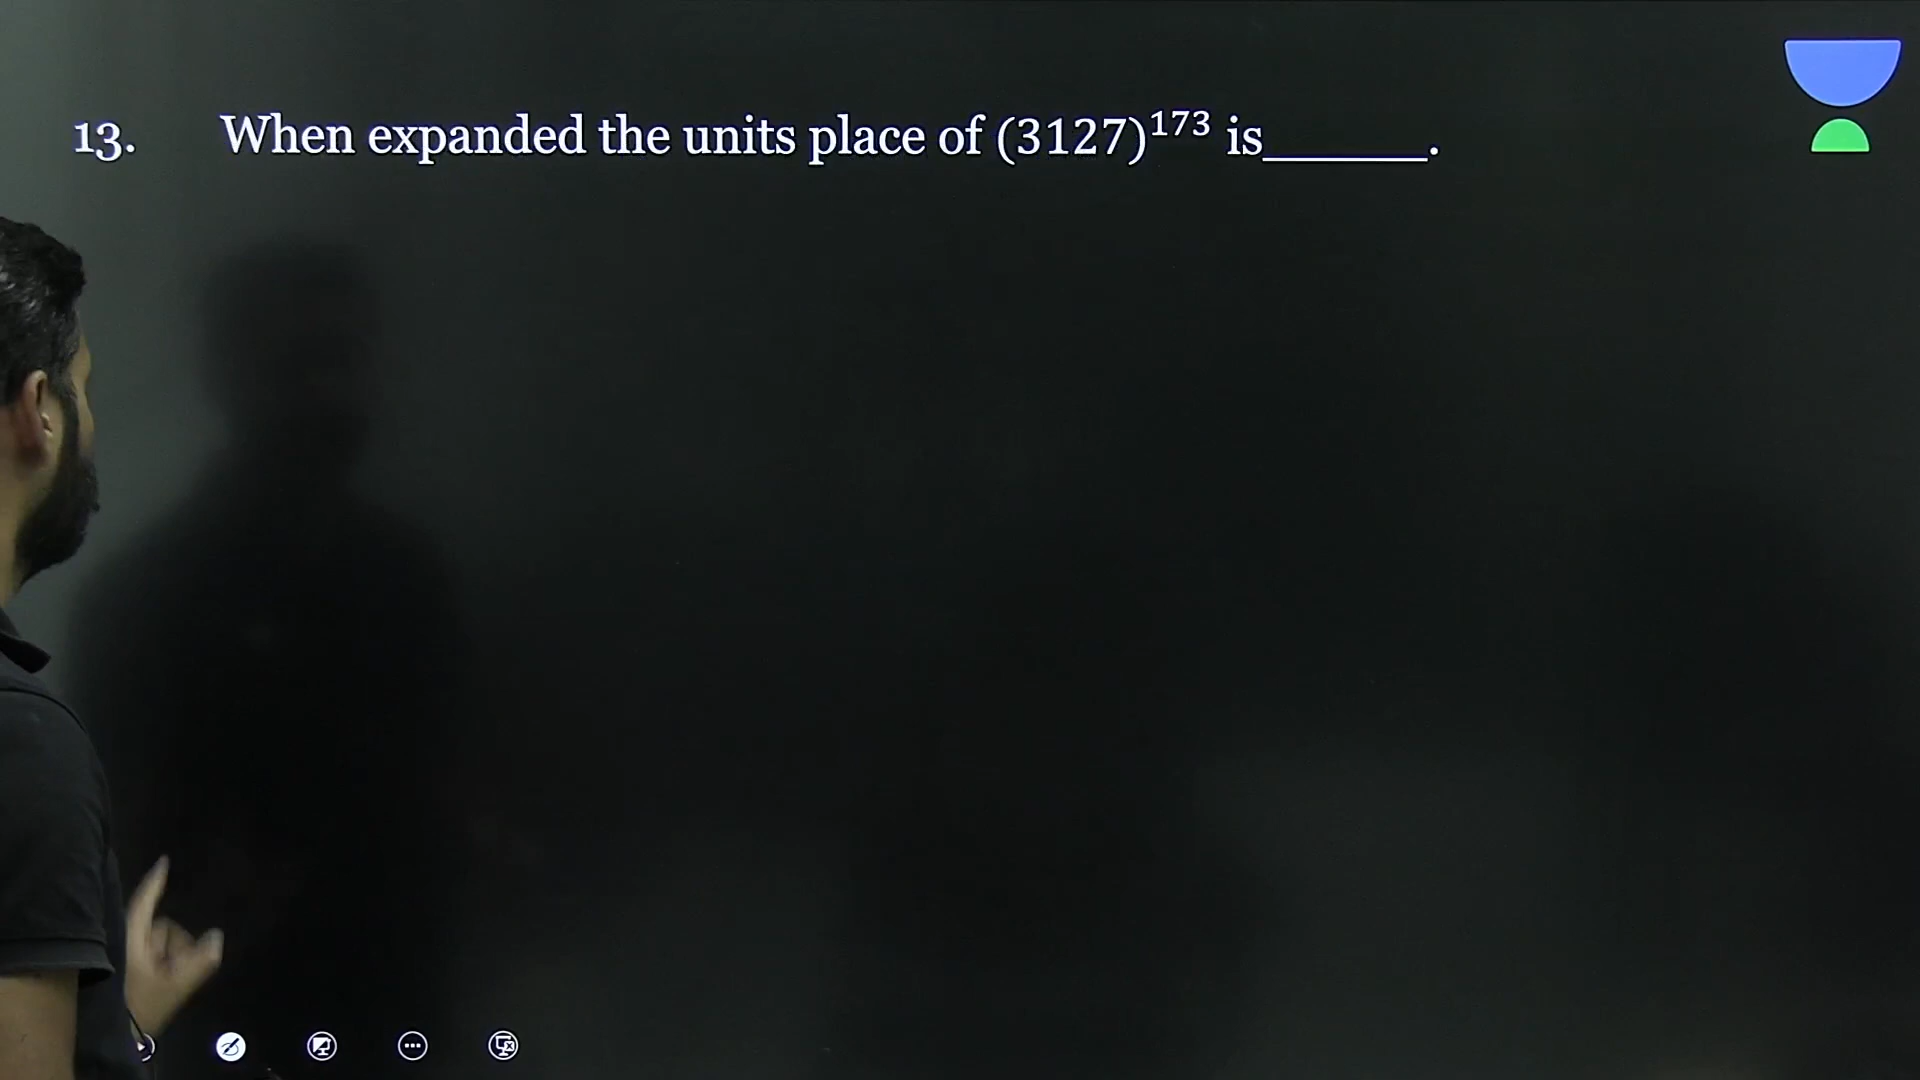 13. When expanded the units place of (3127)^173 is______.